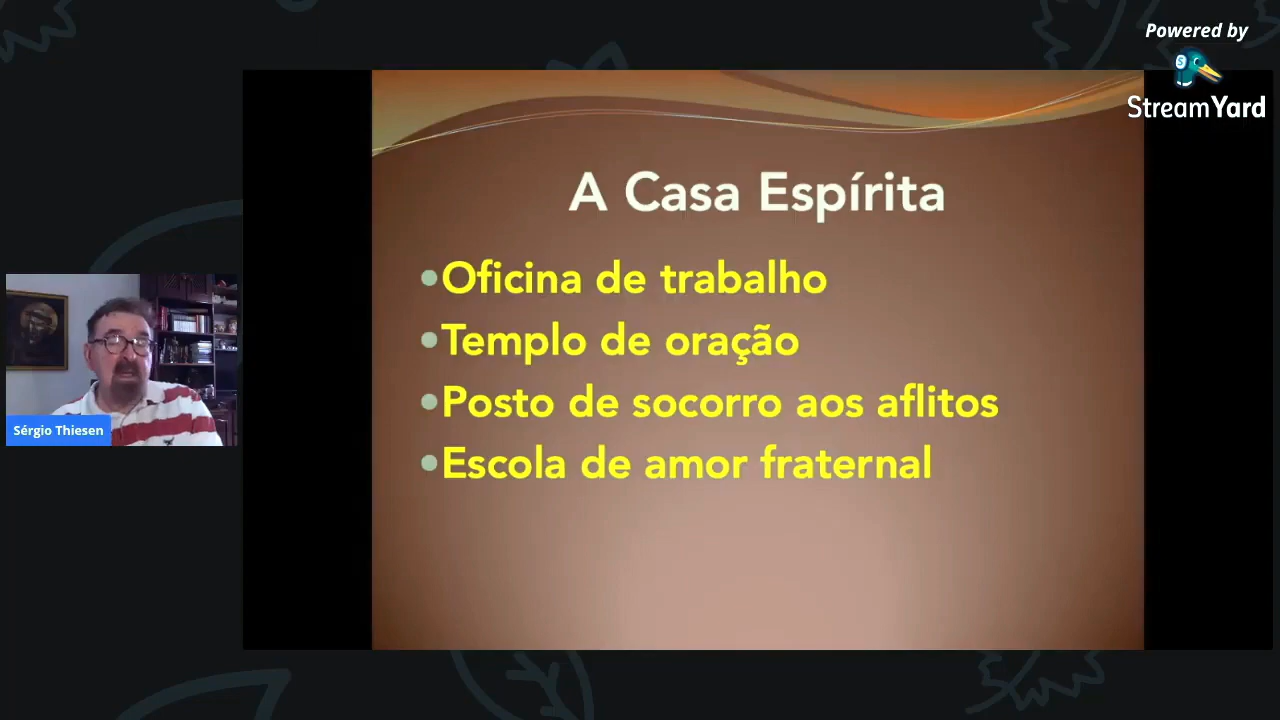 Powered by
StreamYard
A Casa Espírita
•Oficina de trabalho
•Templo de oração
•Posto de socorro aos aflitos
•Escola de amor fraternal
Sérgio Thiesen